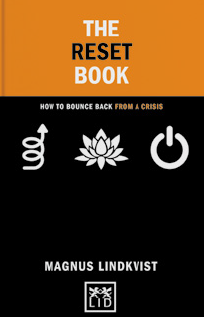 THE
RESET
BOOK
HOW TO BOUNCE BACK FROM A CRISIS
MAGNUS LINDKVIST
LID